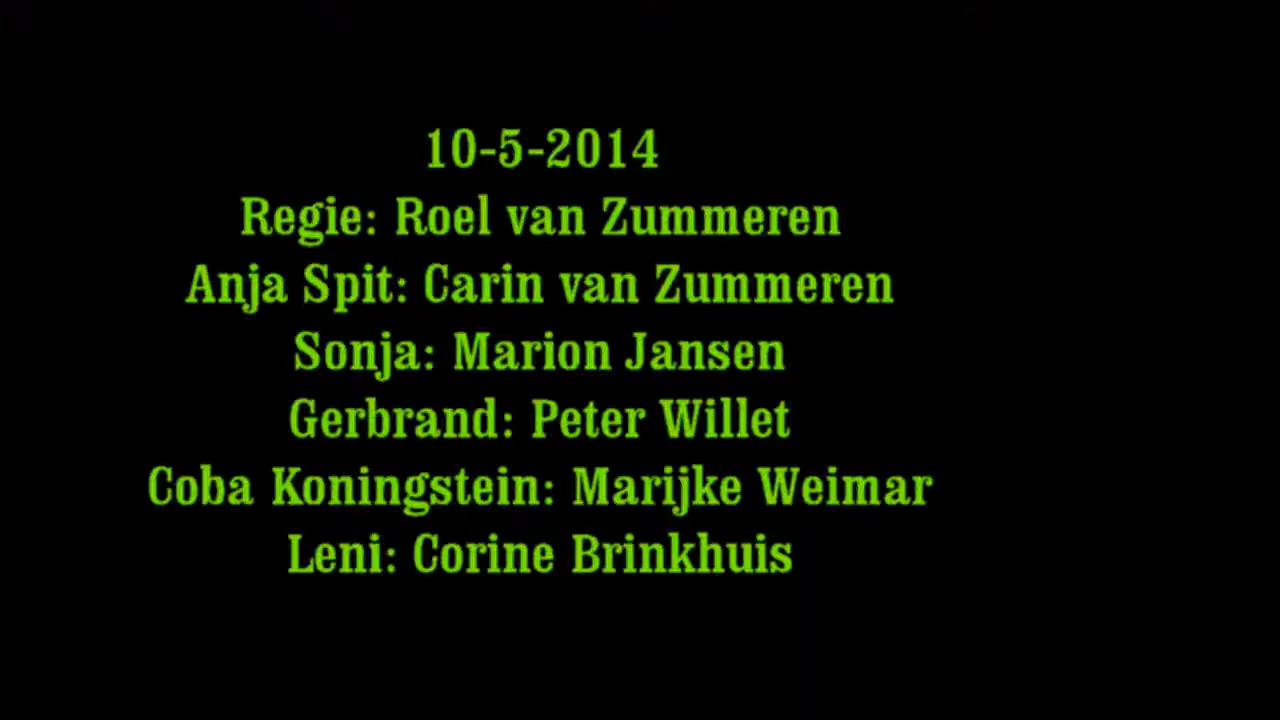 10-5-2014
Regie: Roel van Zummeren
Anja Spit: Carin van Zummeren
Sonja: Marion Jansen
Gerbrand: Peter Willet
Coba Koningstein: Marijke Weimar
Leni: Corine Brinkhuis